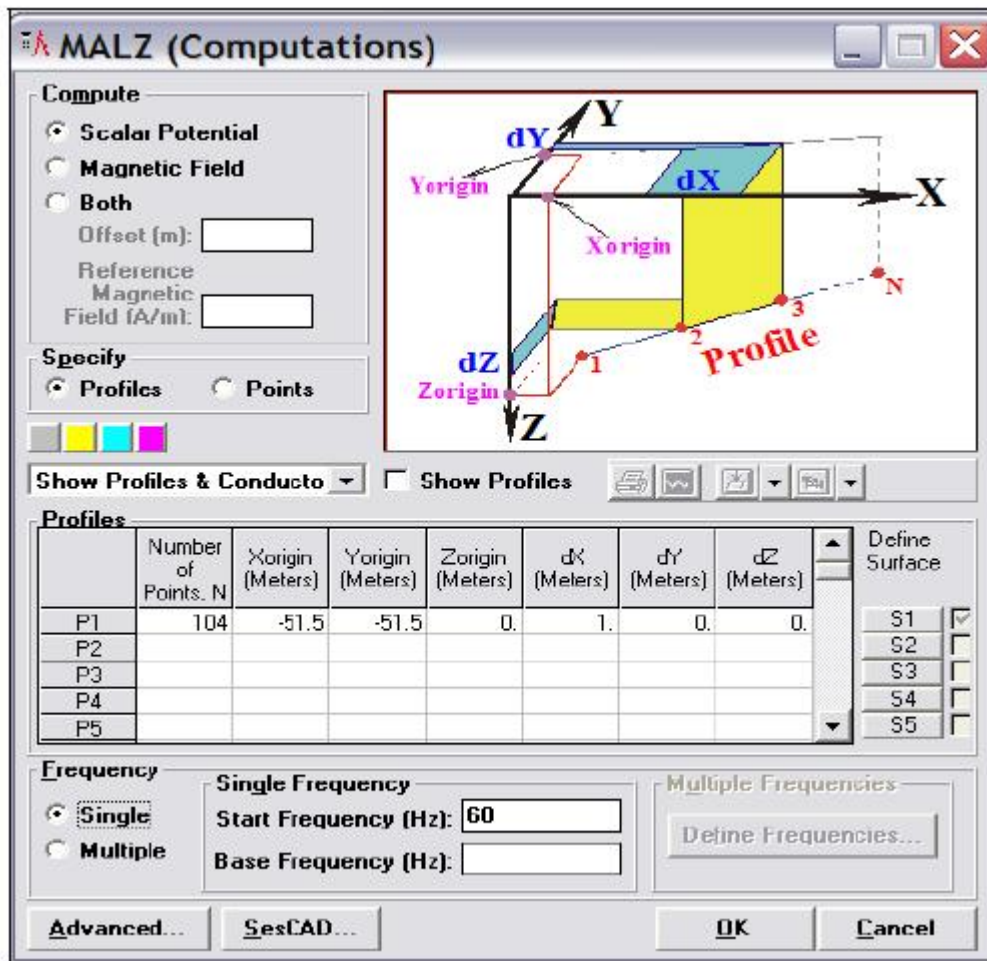 MALZ (Computations)
Compute
Scalar Potential
Magnetic Field
Both
Offset (m):
Reference
Magnetic
Field (A/m):
Specify
Profiles Points
Y
dY
Yorigin
dX
X
Xorigin
N
3
2
1
Profile
dZ
Zorigin
Z
Show Profiles & Conducto Show Profiles
Profiles
Number of Points, N Xorigin (Meters) Yorigin (Meters) Zorigin (Meters) dX (Meters) dY (Meters) dZ (Meters) Define Surface
P1 104 -51.5 -51.5 0. 1. 0. 0. S1
P2 S2
P3 S3
P4 S4
P5 S5
Frequency
Single
Multiple
Single Frequency
Start Frequency (Hz): 60
Base Frequency (Hz):
Multiple Frequencies
Define Frequencies...
Advanced... SesCAD... OK Cancel